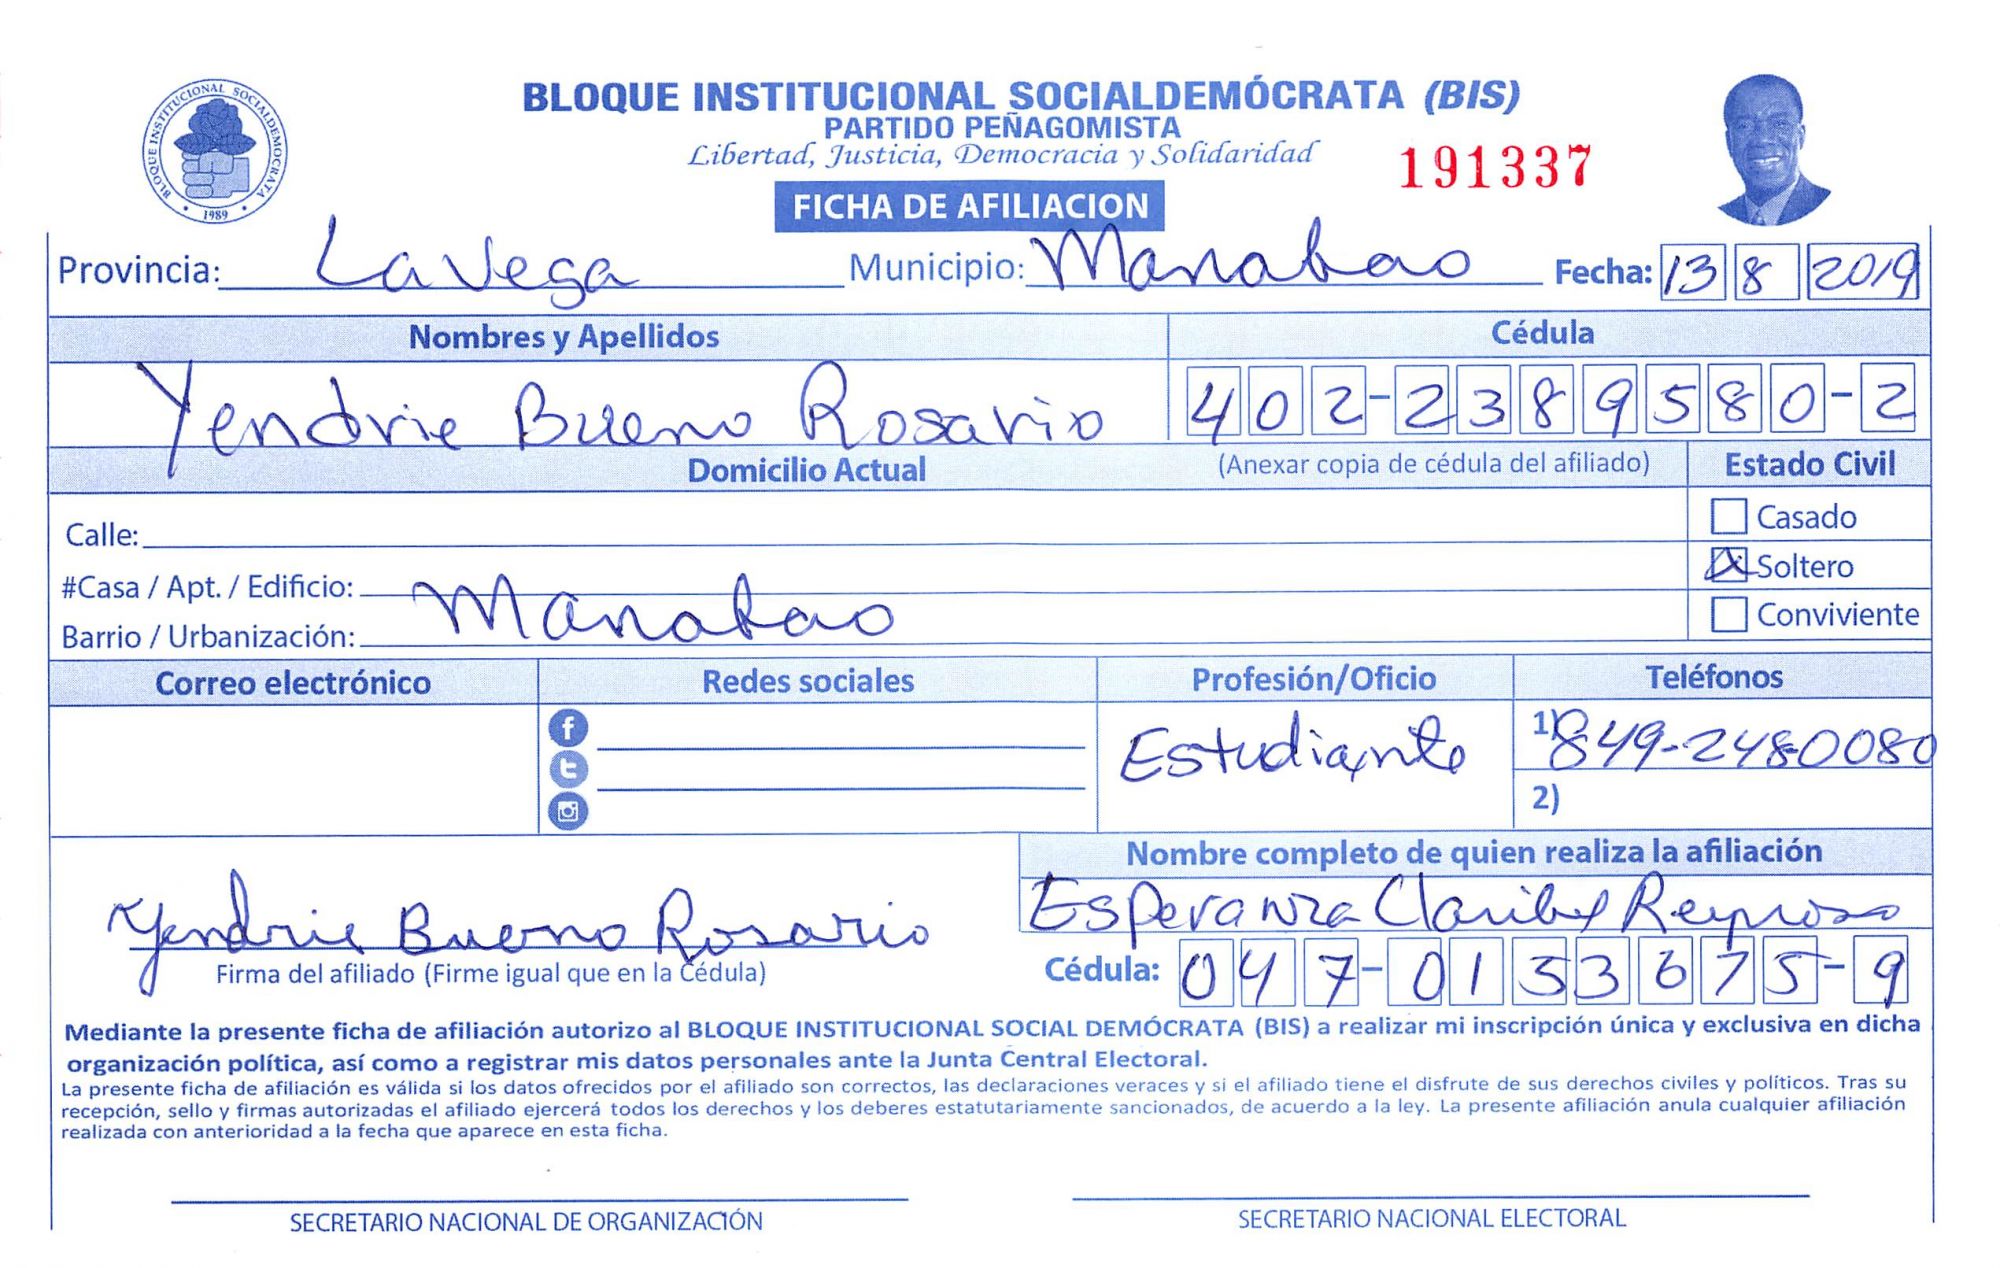 BLOQUE INSTITUCIONAL SOCIALDEMÓCRATA (BIS)
PARTIDO PEÑAGOMISTA
Libertad, Justicia, Democracia y Solidaridad
191337
FICHA DE AFILIACION
BLOQUE INSTITUCIONAL SOCIALDEMOCRATA
1989
Provincia: La Vega Municipio: Manabao Fecha: 13 8 2019
Nombres y Apellidos Cédula
Yendrie Bueno Rosario 402-2389580-2
Domicilio Actual (Anexar copia de cédula del afiliado) Estado Civil
Calle: Casado
#Casa / Apt. / Edificio: X Soltero
Barrio / Urbanización: Manabao Conviviente
Correo electrónico Redes sociales Profesión/Oficio Teléfonos
Estudiante 1) 849-248-0080
2)
Nombre completo de quien realiza la afiliación
Yendrie Bueno Rosario Esperanza Claribel Reynoso
Firma del afiliado (Firme igual que en la Cédula) Cédula: 047-0133675-9
Mediante la presente ficha de afiliación autorizo al BLOQUE INSTITUCIONAL SOCIAL DEMÓCRATA (BIS) a realizar mi inscripción única y exclusiva en dicha
organización política, así como a registrar mis datos personales ante la Junta Central Electoral.
La presente ficha de afiliación es válida si los datos ofrecidos por el afiliado son correctos, las declaraciones veraces y si el afiliado tiene el disfrute de sus derechos civiles y políticos. Tras su
recepción, sello y firmas autorizadas el afiliado ejercerá todos los derechos y los deberes estatutariamente sancionados, de acuerdo a la ley. La presente afiliación anula cualquier afiliación
realizada con anterioridad a la fecha que aparece en esta ficha.
SECRETARIO NACIONAL DE ORGANIZACIÓN SECRETARIO NACIONAL ELECTORAL